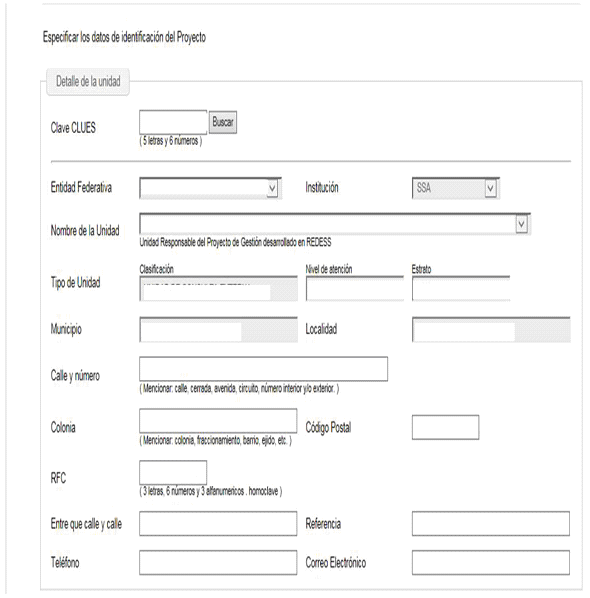 Especificar los datos de identificación del Proyecto
Detalle de la unidad
Clave CLUES Buscar
( 5 letras y 6 números )
Entidad Federativa Institución SSA
Nombre de la Unidad
Unidad Responsable del Proyecto de Gestión desarrollado en REDESS
Clasificación Nivel de atención Estrato
Tipo de Unidad
Municipio Localidad
Calle y número
( Mencionar: calle, cerrada, avenida, circuito, número interior y/o exterior. )
Colonia Código Postal
( Mencionar: colonia, fraccionamiento, barrio, ejido, etc. )
RFC
( 3 letras, 6 números y 3 alfanumericos . homoclave )
Entre que calle y calle Referencia
Teléfono Correo Electrónico